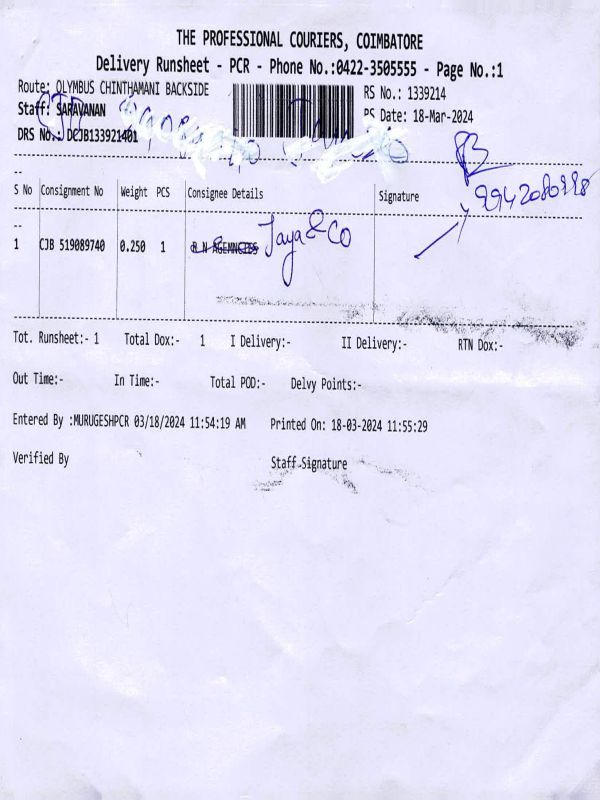 THE PROFESSIONAL COURIERS, COIMBATORE
Delivery Runsheet - PCR - Phone No.:0422-3505555 - Page No.:1
Route: OLYMBUS CHINTHAMANI BACKSIDE
RS No.: 1339214
Staff: SARAVANAN
RS Date: 18-Mar-2024
DRS No.: DCJB133921401
S No Consignment No Weight PCS Consignee Details Signature
9942080998
1 CJB 519089740 0.250 1 Jaya & Co
Tot. Runsheet:- 1 Total Dox:- 1 I Delivery:- II Delivery:- RTN Dox:-
Out Time:- In Time:- Total POD:- Delvy Points:-
Entered By :MURUGESHPCR 03/18/2024 11:54:19 AM Printed On: 18-03-2024 11:55:29
Verified By Staff Signature